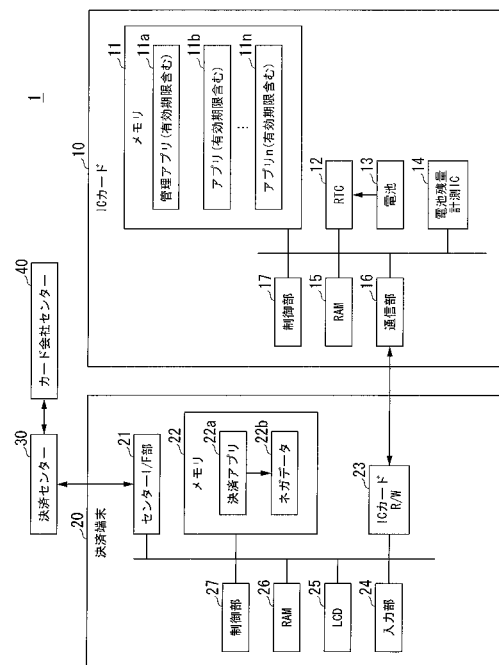 1
カード会社センター
40
決済センター
30
20
決済端末
センターI/F部
21
メモリ
22
決済アプリ
22a
ネガデータ
22b
制御部
27
RAM
26
LCD
25
入力部
24
ICカード
R/W
23
10
ICカード
メモリ
11
管理アプリ(有効期限含む)
11a
アプリ(有効期限含む)
11b
⋮
アプリn(有効期限含む)
11n
制御部
17
RAM
15
通信部
16
RTC
12
電池
13
電池残量
計測IC
14